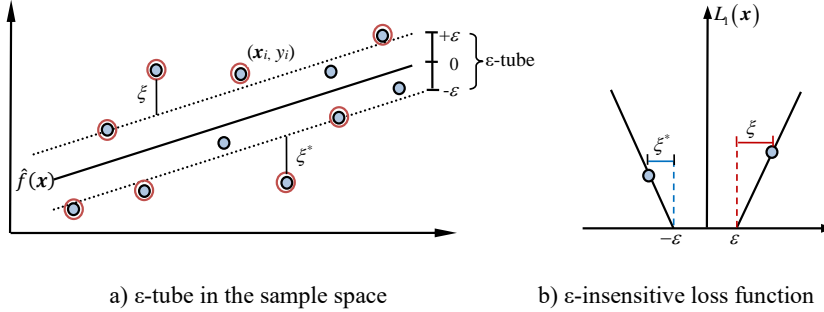 +ε
0
-ε
ε-tube
(xᵢ, yᵢ)
ξ
ξ*
f̂(x)
L₁(x)
ξ*
ξ
−ε
ε
a) ε-tube in the sample space
b) ε-insensitive loss function